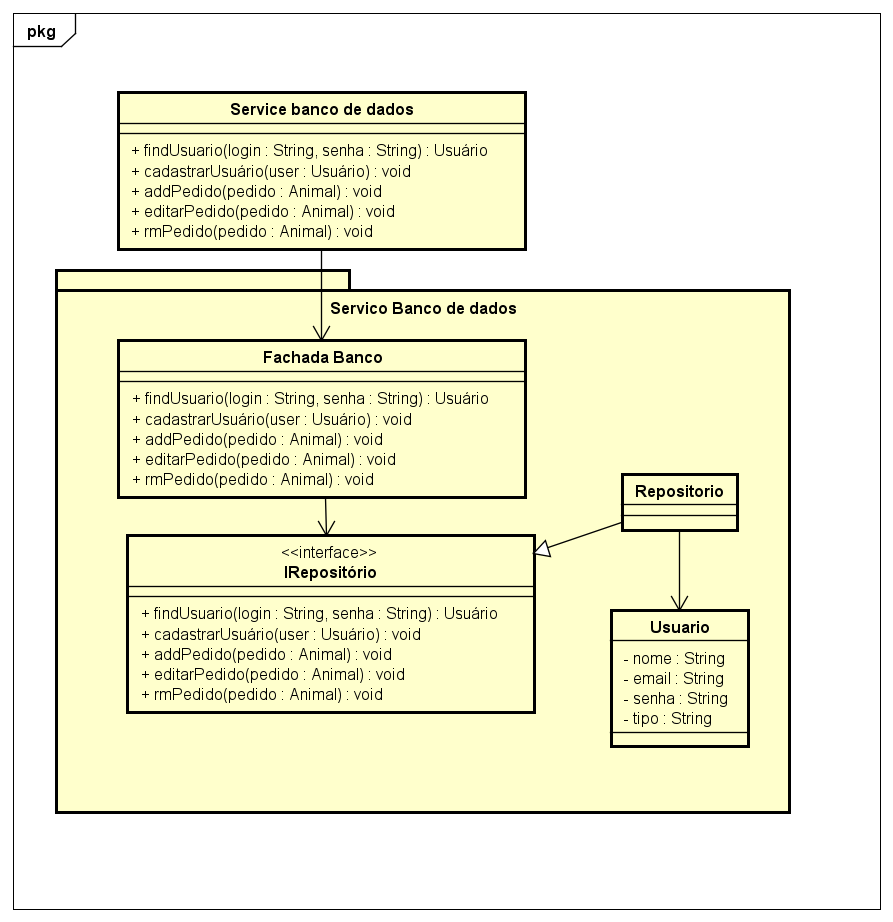 pkg
Service banco de dados
+ findUsuario(login : String, senha : String) : Usuário
+ cadastrarUsuário(user : Usuário) : void
+ addPedido(pedido : Animal) : void
+ editarPedido(pedido : Animal) : void
+ rmPedido(pedido : Animal) : void
Servico Banco de dados
Fachada Banco
+ findUsuario(login : String, senha : String) : Usuário
+ cadastrarUsuário(user : Usuário) : void
+ addPedido(pedido : Animal) : void
+ editarPedido(pedido : Animal) : void
+ rmPedido(pedido : Animal) : void
Repositorio
<<interface>>
IRepositório
+ findUsuario(login : String, senha : String) : Usuário
+ cadastrarUsuário(user : Usuário) : void
+ addPedido(pedido : Animal) : void
+ editarPedido(pedido : Animal) : void
+ rmPedido(pedido : Animal) : void
Usuario
- nome : String
- email : String
- senha : String
- tipo : String